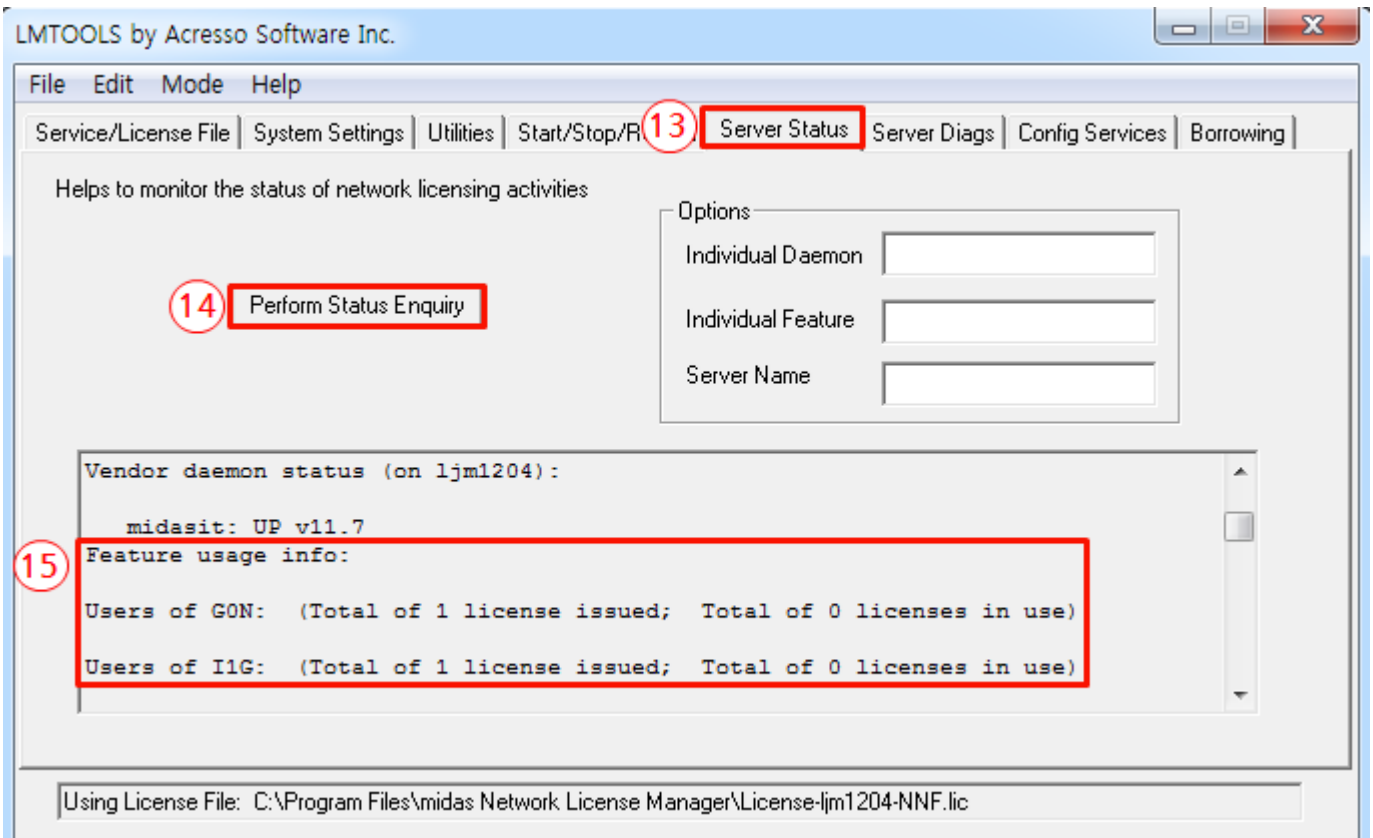 LMTOOLS by Acresso Software Inc.
File Edit Mode Help
Service/License File System Settings Utilities Start/Stop/R 13 Server Status Server Diags Config Services Borrowing
Helps to monitor the status of network licensing activities
Options
Individual Daemon
14 Perform Status Enquiry
Individual Feature
Server Name
Vendor daemon status (on ljm1204):
midasit: UP v11.7
15 Feature usage info:
Users of G0N: (Total of 1 license issued; Total of 0 licenses in use)
Users of I1G: (Total of 1 license issued; Total of 0 licenses in use)
Using License File: C:\Program Files\midas Network License Manager\License-ljm1204-NNF.lic